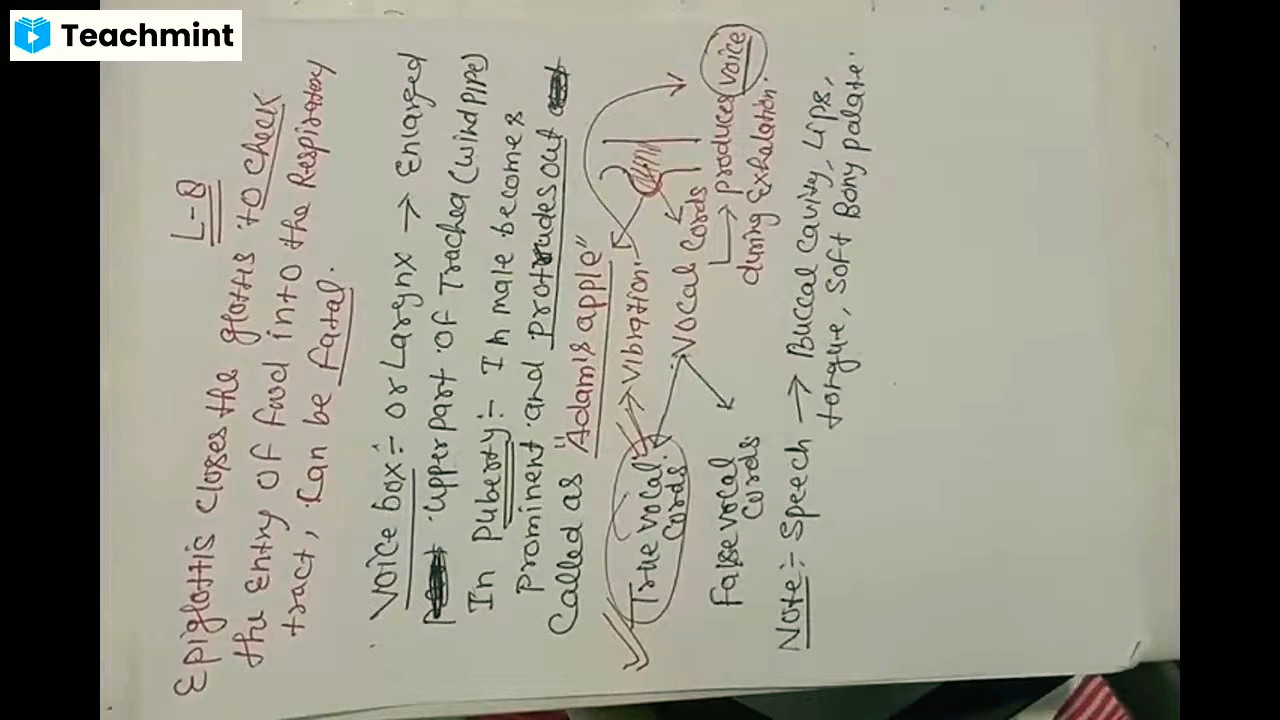 Teachmint
L-8
Epiglottis closes the glottis to check
the Entry of food into the Respiratory
tract, Can be fatal.
Voice box:- or Larynx → Enlarged
upper part of Trachea (wind pipe)
In Puberty:- In male becomes
prominent and protrudes out
Called as "Adam's apple"
True vocal cords → Vibration.
Vocal Cords
→ produces voice
during Exhalation.
False vocal
cords
Note:- Speech → Buccal Cavity, Lips,
tongue, Soft Bony palate.